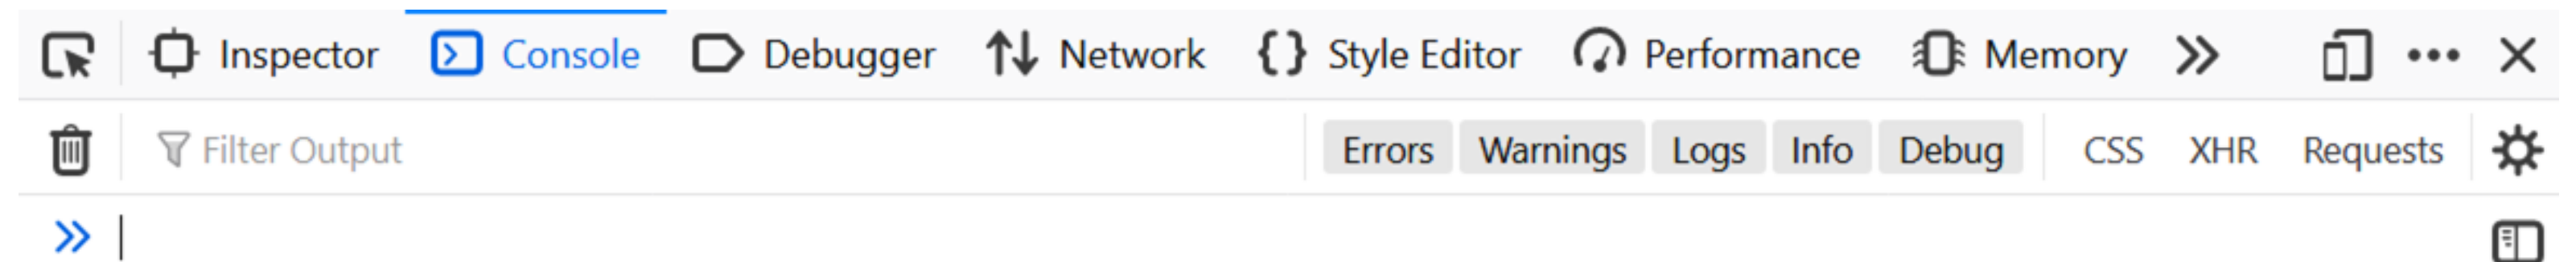 Inspector Console Debugger Network Style Editor Performance Memory
Filter Output Errors Warnings Logs Info Debug CSS XHR Requests